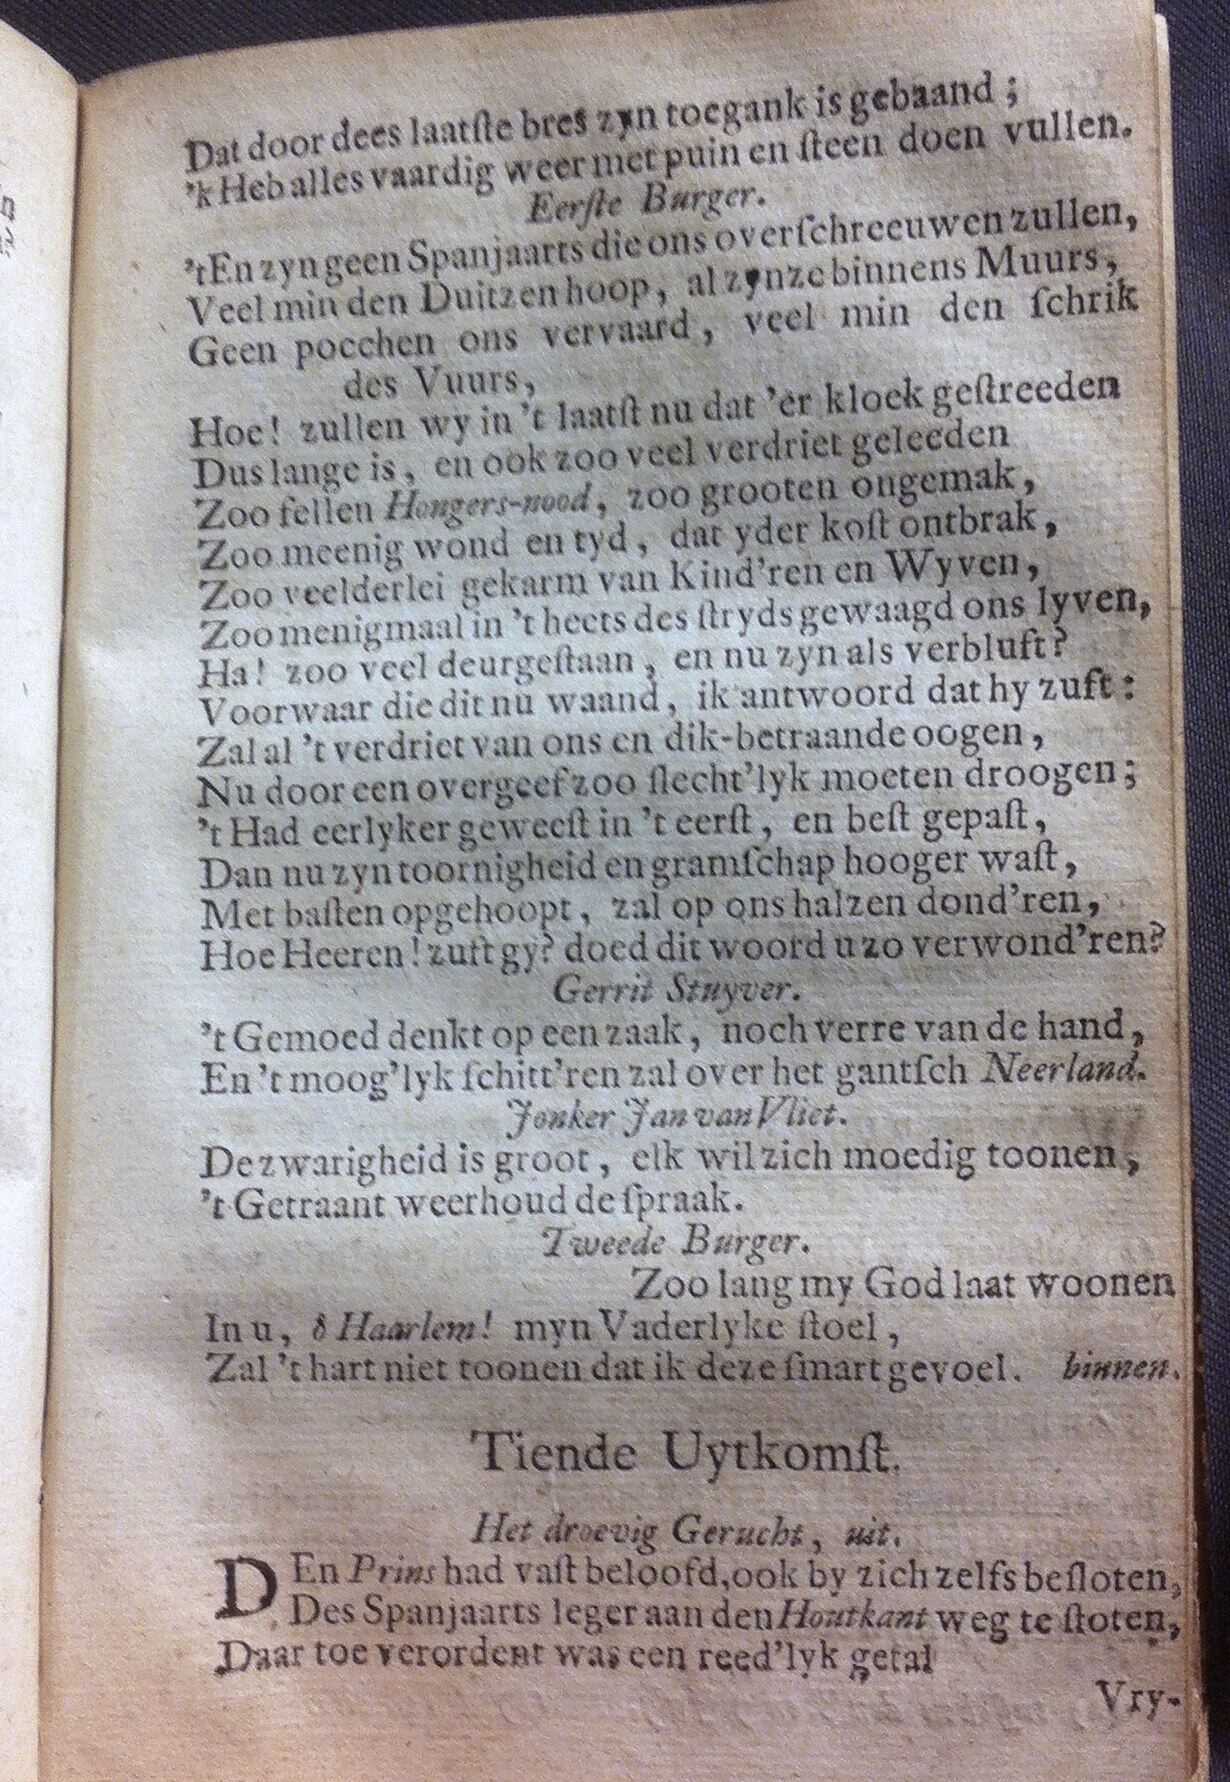 Dat door dees laatſte bres zyn toegank is gebaand;
'k Heb alles vaardig weer met puin en ſteen doen vullen.
Eerſte Burger.
't En zyn geen Spanjaarts die ons overſchreeuwen zullen,
Veel min den Duitzen hoop, al zynze binnens Muurs,
Geen pocchen ons vervaard, veel min den ſchrik
des Vuurs,
Hoe! zullen wy in 't laatſt nu dat 'er kloek geſtreeden
Dus lange is, en ook zoo veel verdriet geleeden
Zoo fellen Hongers-nood, zoo grooten ongemak,
Zoo meenig wond en tyd, dat yder koſt ontbrak,
Zoo veelderlei gekarm van Kind'ren en Wyven,
Zoo menigmaal in 't heets des ſtryds gewaagd ons lyven,
Ha! zoo veel deurgeſtaan, en nu zyn als verbluft?
Voorwaar die dit nu waand, ik antwoord dat hy zuft:
Zal al 't verdriet van ons en dik-betraande oogen,
Nu door een overgeef zoo ſlecht'lyk moeten droogen;
't Had eerlyker geweeſt in 't eerſt, en beſt gepaſt,
Dan nu zyn toornigheid en gramſchap hooger waſt,
Met baſten opgehoopt, zal op ons halzen dond'ren,
Hoe Heeren! zuft gy? doed dit woord u zo verwond'ren?
Gerrit Stuyver.
't Gemoed denkt op een zaak, noch verre van de hand,
En 't moog'lyk ſchitt'ren zal over het gantſch Neerland.
Jonker Jan van Vliet.
De zwarigheid is groot, elk wil zich moedig toonen,
't Getraant weerhoud de ſpraak.
Tweede Burger.
Zoo lang my God laat woonen
In u, ô Haarlem! myn Vaderlyke ſtoel,
Zal 't hart niet toonen dat ik deze ſmart gevoel. binnen.
Tiende Uytkomſt.
Het droevig Gerucht, uit.
DEn Prins had vaſt beloofd, ook by zich zelfs beſloten,
Des Spanjaarts leger aan den Houtkant weg te ſtoten,
Daar toe verordent was een reed'lyk getal
Vry-